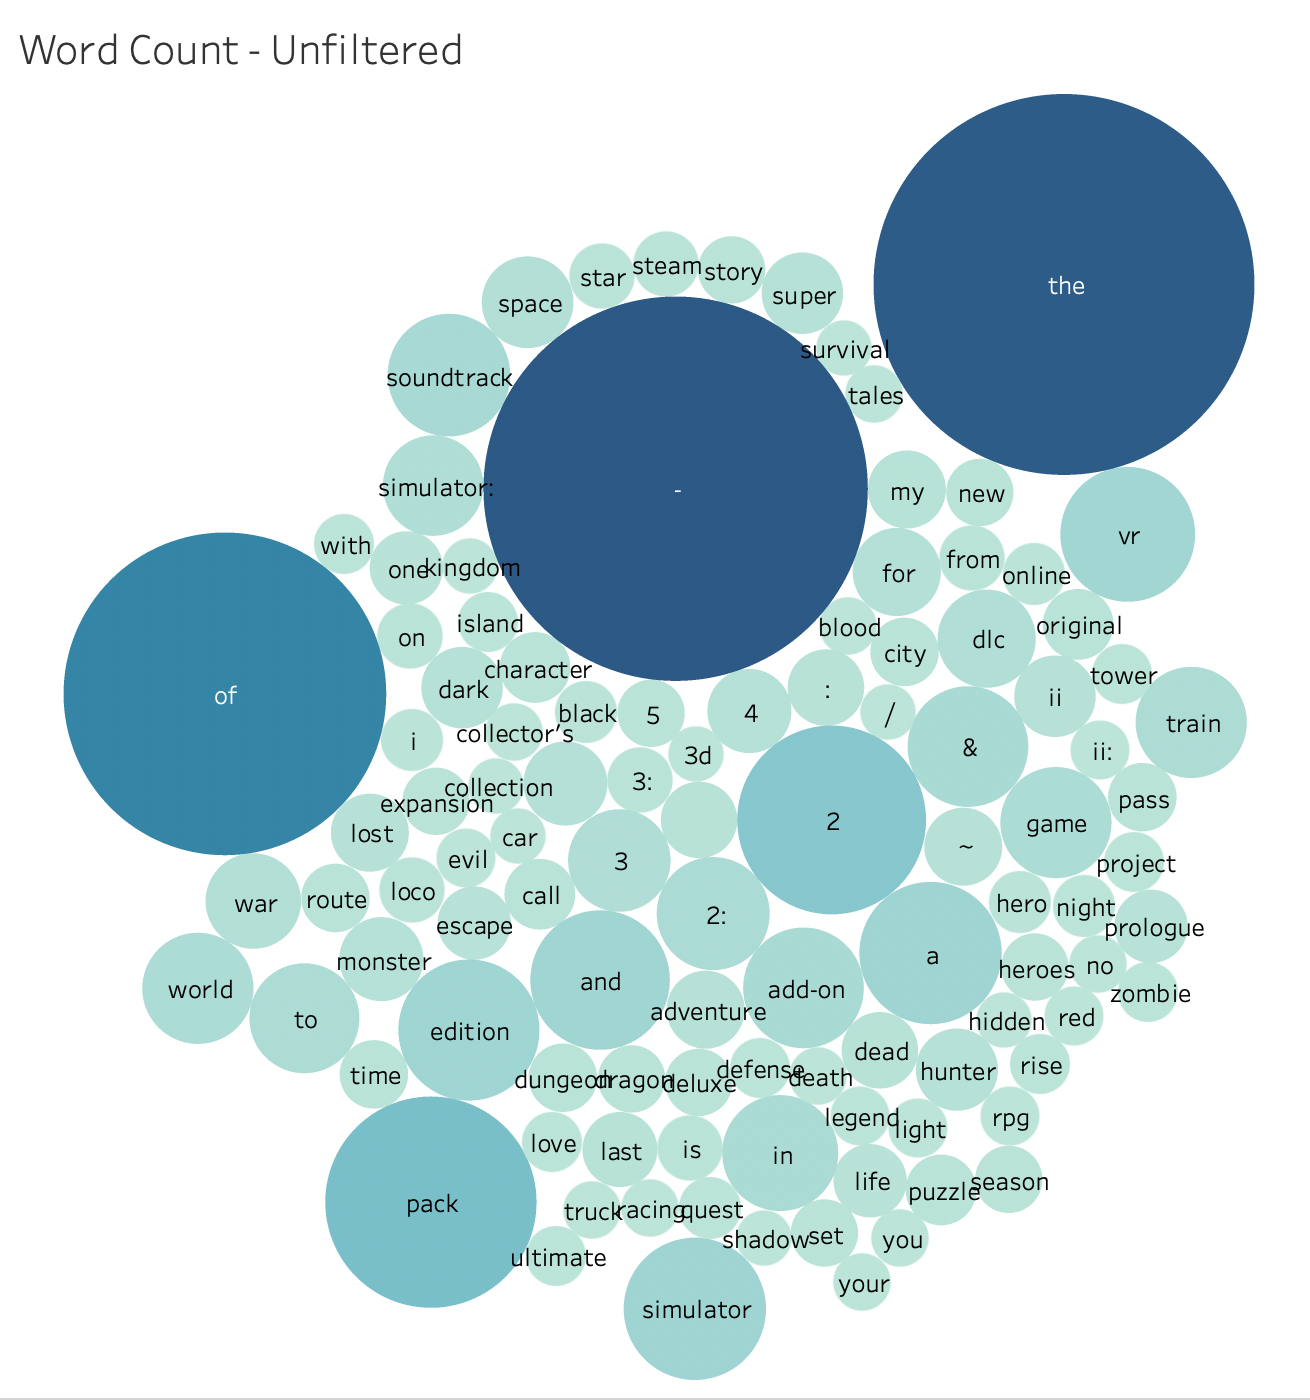 Word Count - Unfiltered
the
star
steam
story
space
super
survival
soundtrack
tales
simulator:
-
my
new
vr
with
one
kingdom
for
from
online
island
on
blood
original
city
dlc
character
of
dark
:
ii
tower
black
5
4
/
train
i
collector's
&
ii:
3d
3:
collection
expansion
pass
2
game
lost
car
~
evil
3
project
call
loco
route
war
hero
night
2:
escape
prologue
a
monster
no
heroes
and
world
add-on
zombie
adventure
to
hidden
red
edition
dead
rise
defense
hunter
time
death
dungeon
dragon
deluxe
legend
rpg
light
love
last
is
in
life
season
puzzle
pack
truck
racing
quest
set
shadow
you
ultimate
your
simulator